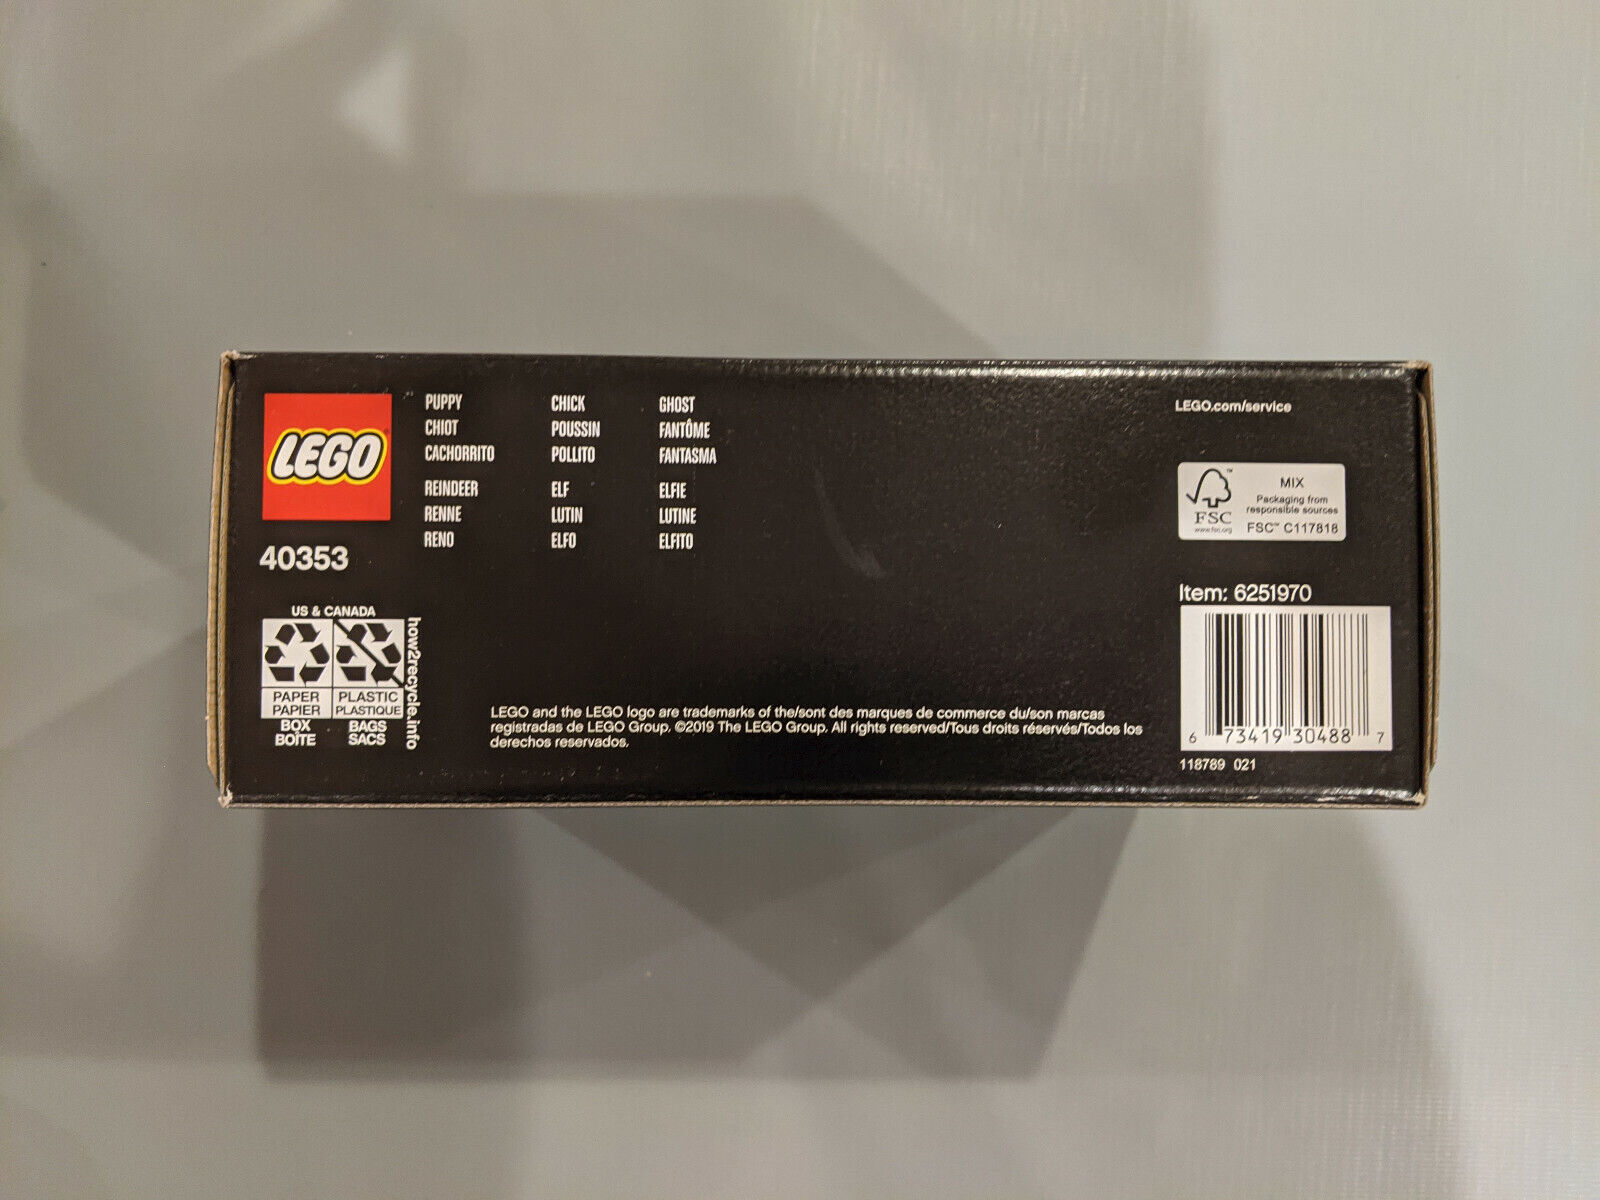 LEGO
40353
PUPPY
CHIOT
CACHORRITO
CHICK
POUSSIN
POLLITO
GHOST
FANTÔME
FANTASMA
REINDEER
RENNE
RENO
ELF
LUTIN
ELFO
ELFIE
LUTINE
ELFITO
US & CANADA
PAPER
PAPIER
BOX
BOÎTE
PLASTIC
PLASTIQUE
BAGS
SACS
how2recycle.info
LEGO and the LEGO logo are trademarks of the/sont des marques de commerce du/son marcas
registradas de LEGO Group. ©2019 The LEGO Group. All rights reserved/Tous droits réservés/Todos los
derechos reservados.
LEGO.com/service
FSC
www.fsc.org
MIX
Packaging from
responsible sources
FSC™ C117818
Item: 6251970
6 73419 30488 7
118789 021